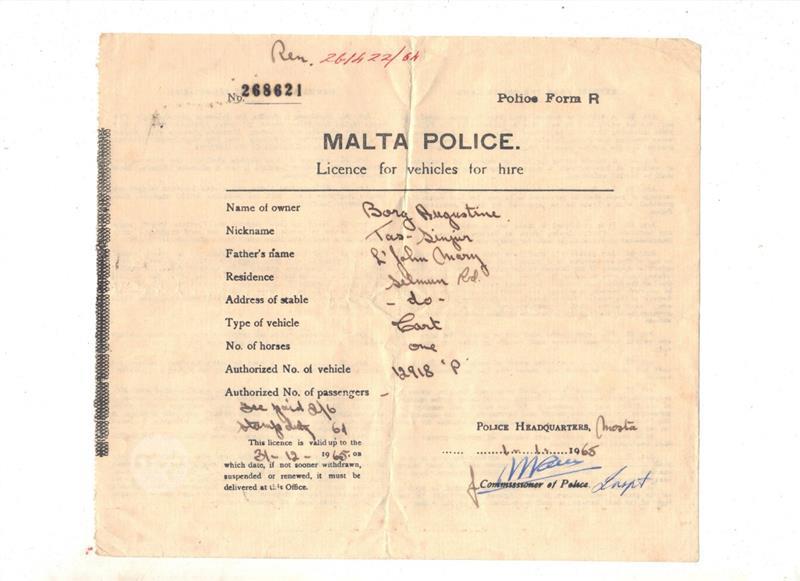 Ren. 261422/64
No. 268621
Police Form R
MALTA POLICE.
Licence for vehicles for hire
Name of owner Borg Augustine
Nickname Tas-Sinjur
Father's name John Mary
Residence Selmun Rd.
Address of stable - do -
Type of vehicle Cart
No. of horses one
Authorized No. of vehicle 12918 "P"
Authorized No. of passengers -
Fee paid 2/6
Stamp duty 6d
This licence is valid up to the
31-12-1965 on
which date, if not sooner withdrawn,
suspended or renewed, it must be
delivered at this Office.
POLICE HEADQUARTERS, Mosta
1965
Commissioner of Police. Inspt